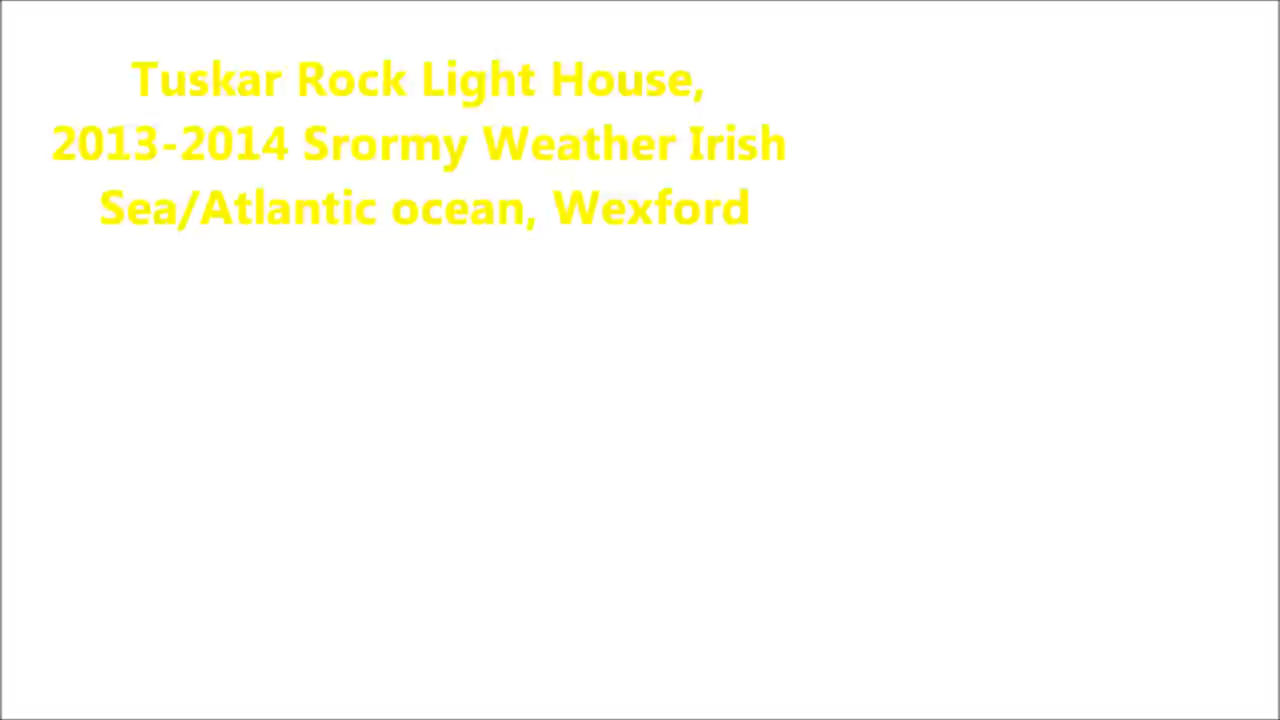 Tuskar Rock Light House,
2013-2014 Srormy Weather Irish
Sea/Atlantic ocean, Wexford